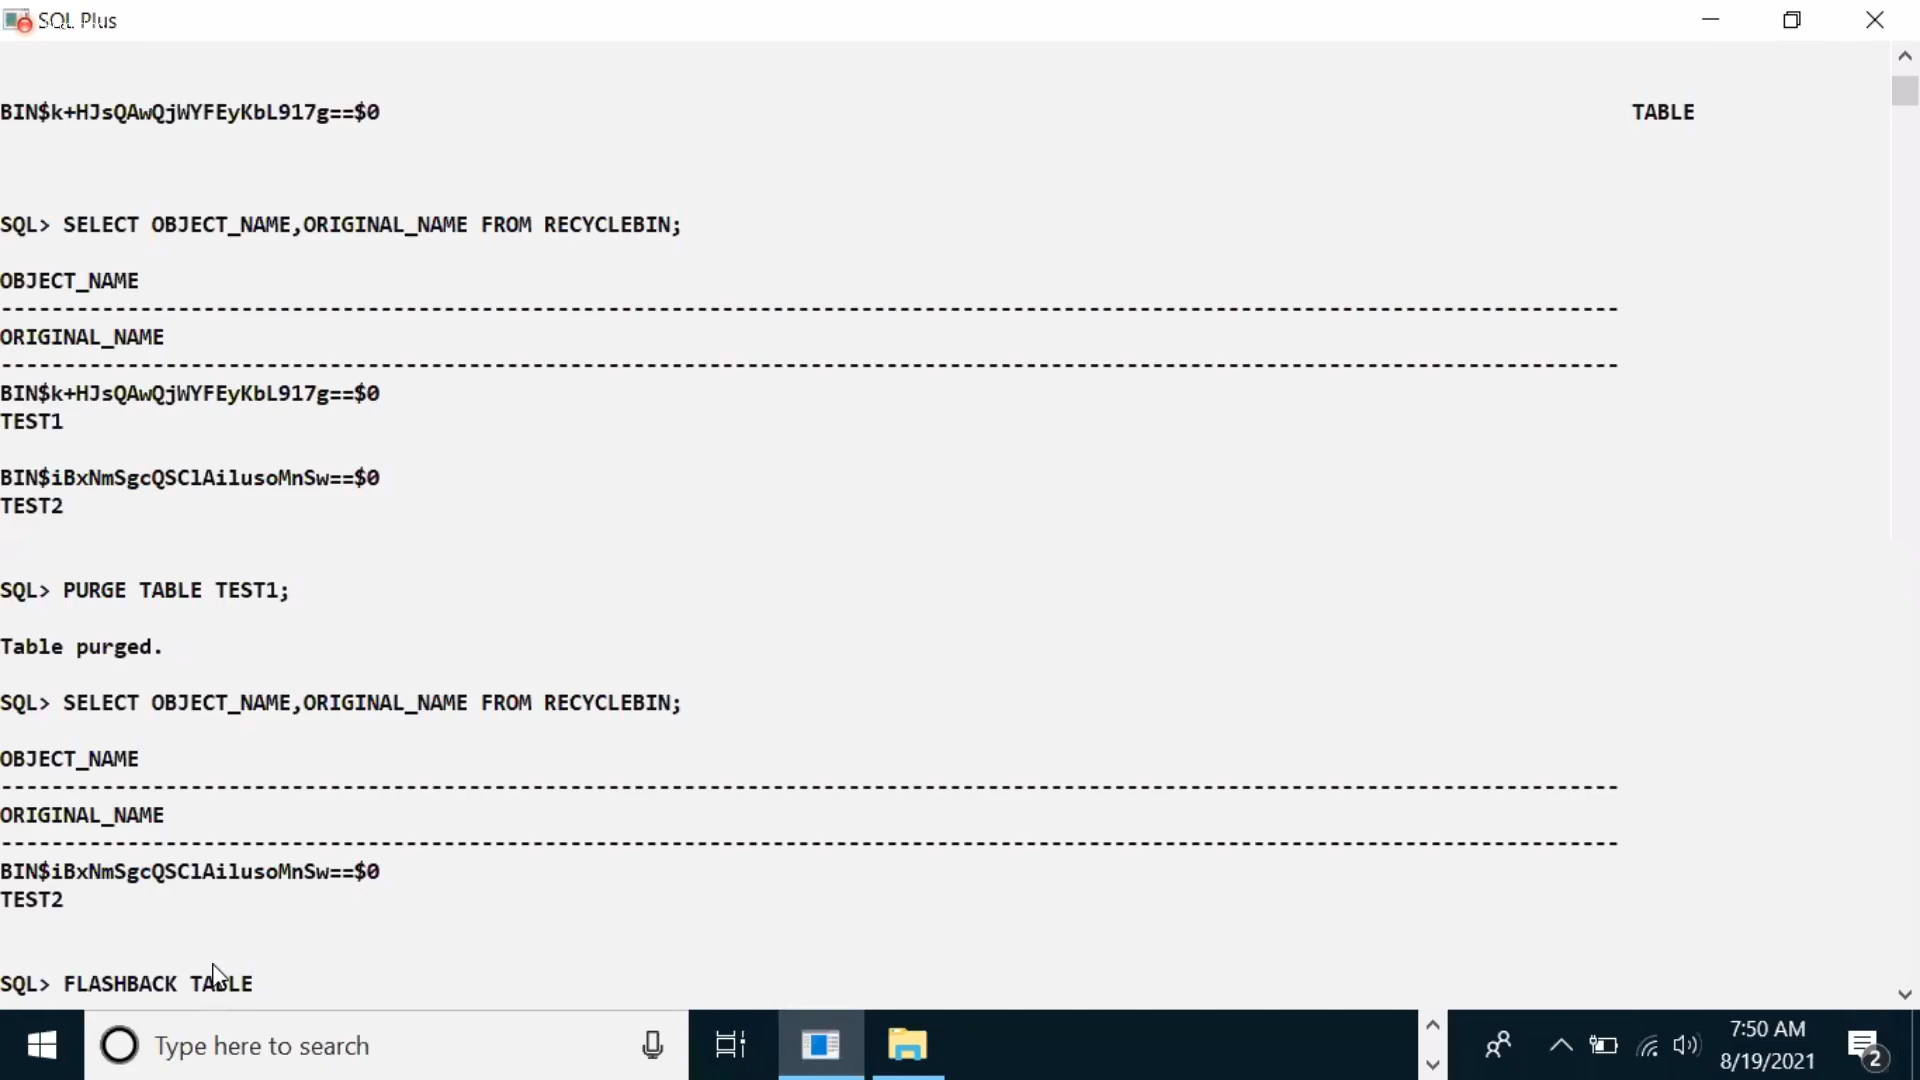 SQL Plus
BIN$k+HJsQAwQjWYFEyKbL917g==$0 TABLE
SQL> SELECT OBJECT_NAME,ORIGINAL_NAME FROM RECYCLEBIN;
OBJECT_NAME
--------------------------------------------------------------------------------------------------------------------------------
ORIGINAL_NAME
--------------------------------------------------------------------------------------------------------------------------------
BIN$k+HJsQAwQjWYFEyKbL917g==$0
TEST1
BIN$iBxNmSgcQSClAilusoMnSw==$0
TEST2
SQL> PURGE TABLE TEST1;
Table purged.
SQL> SELECT OBJECT_NAME,ORIGINAL_NAME FROM RECYCLEBIN;
OBJECT_NAME
--------------------------------------------------------------------------------------------------------------------------------
ORIGINAL_NAME
--------------------------------------------------------------------------------------------------------------------------------
BIN$iBxNmSgcQSClAilusoMnSw==$0
TEST2
SQL> FLASHBACK TABLE
Type here to search
7:50 AM
8/19/2021
2